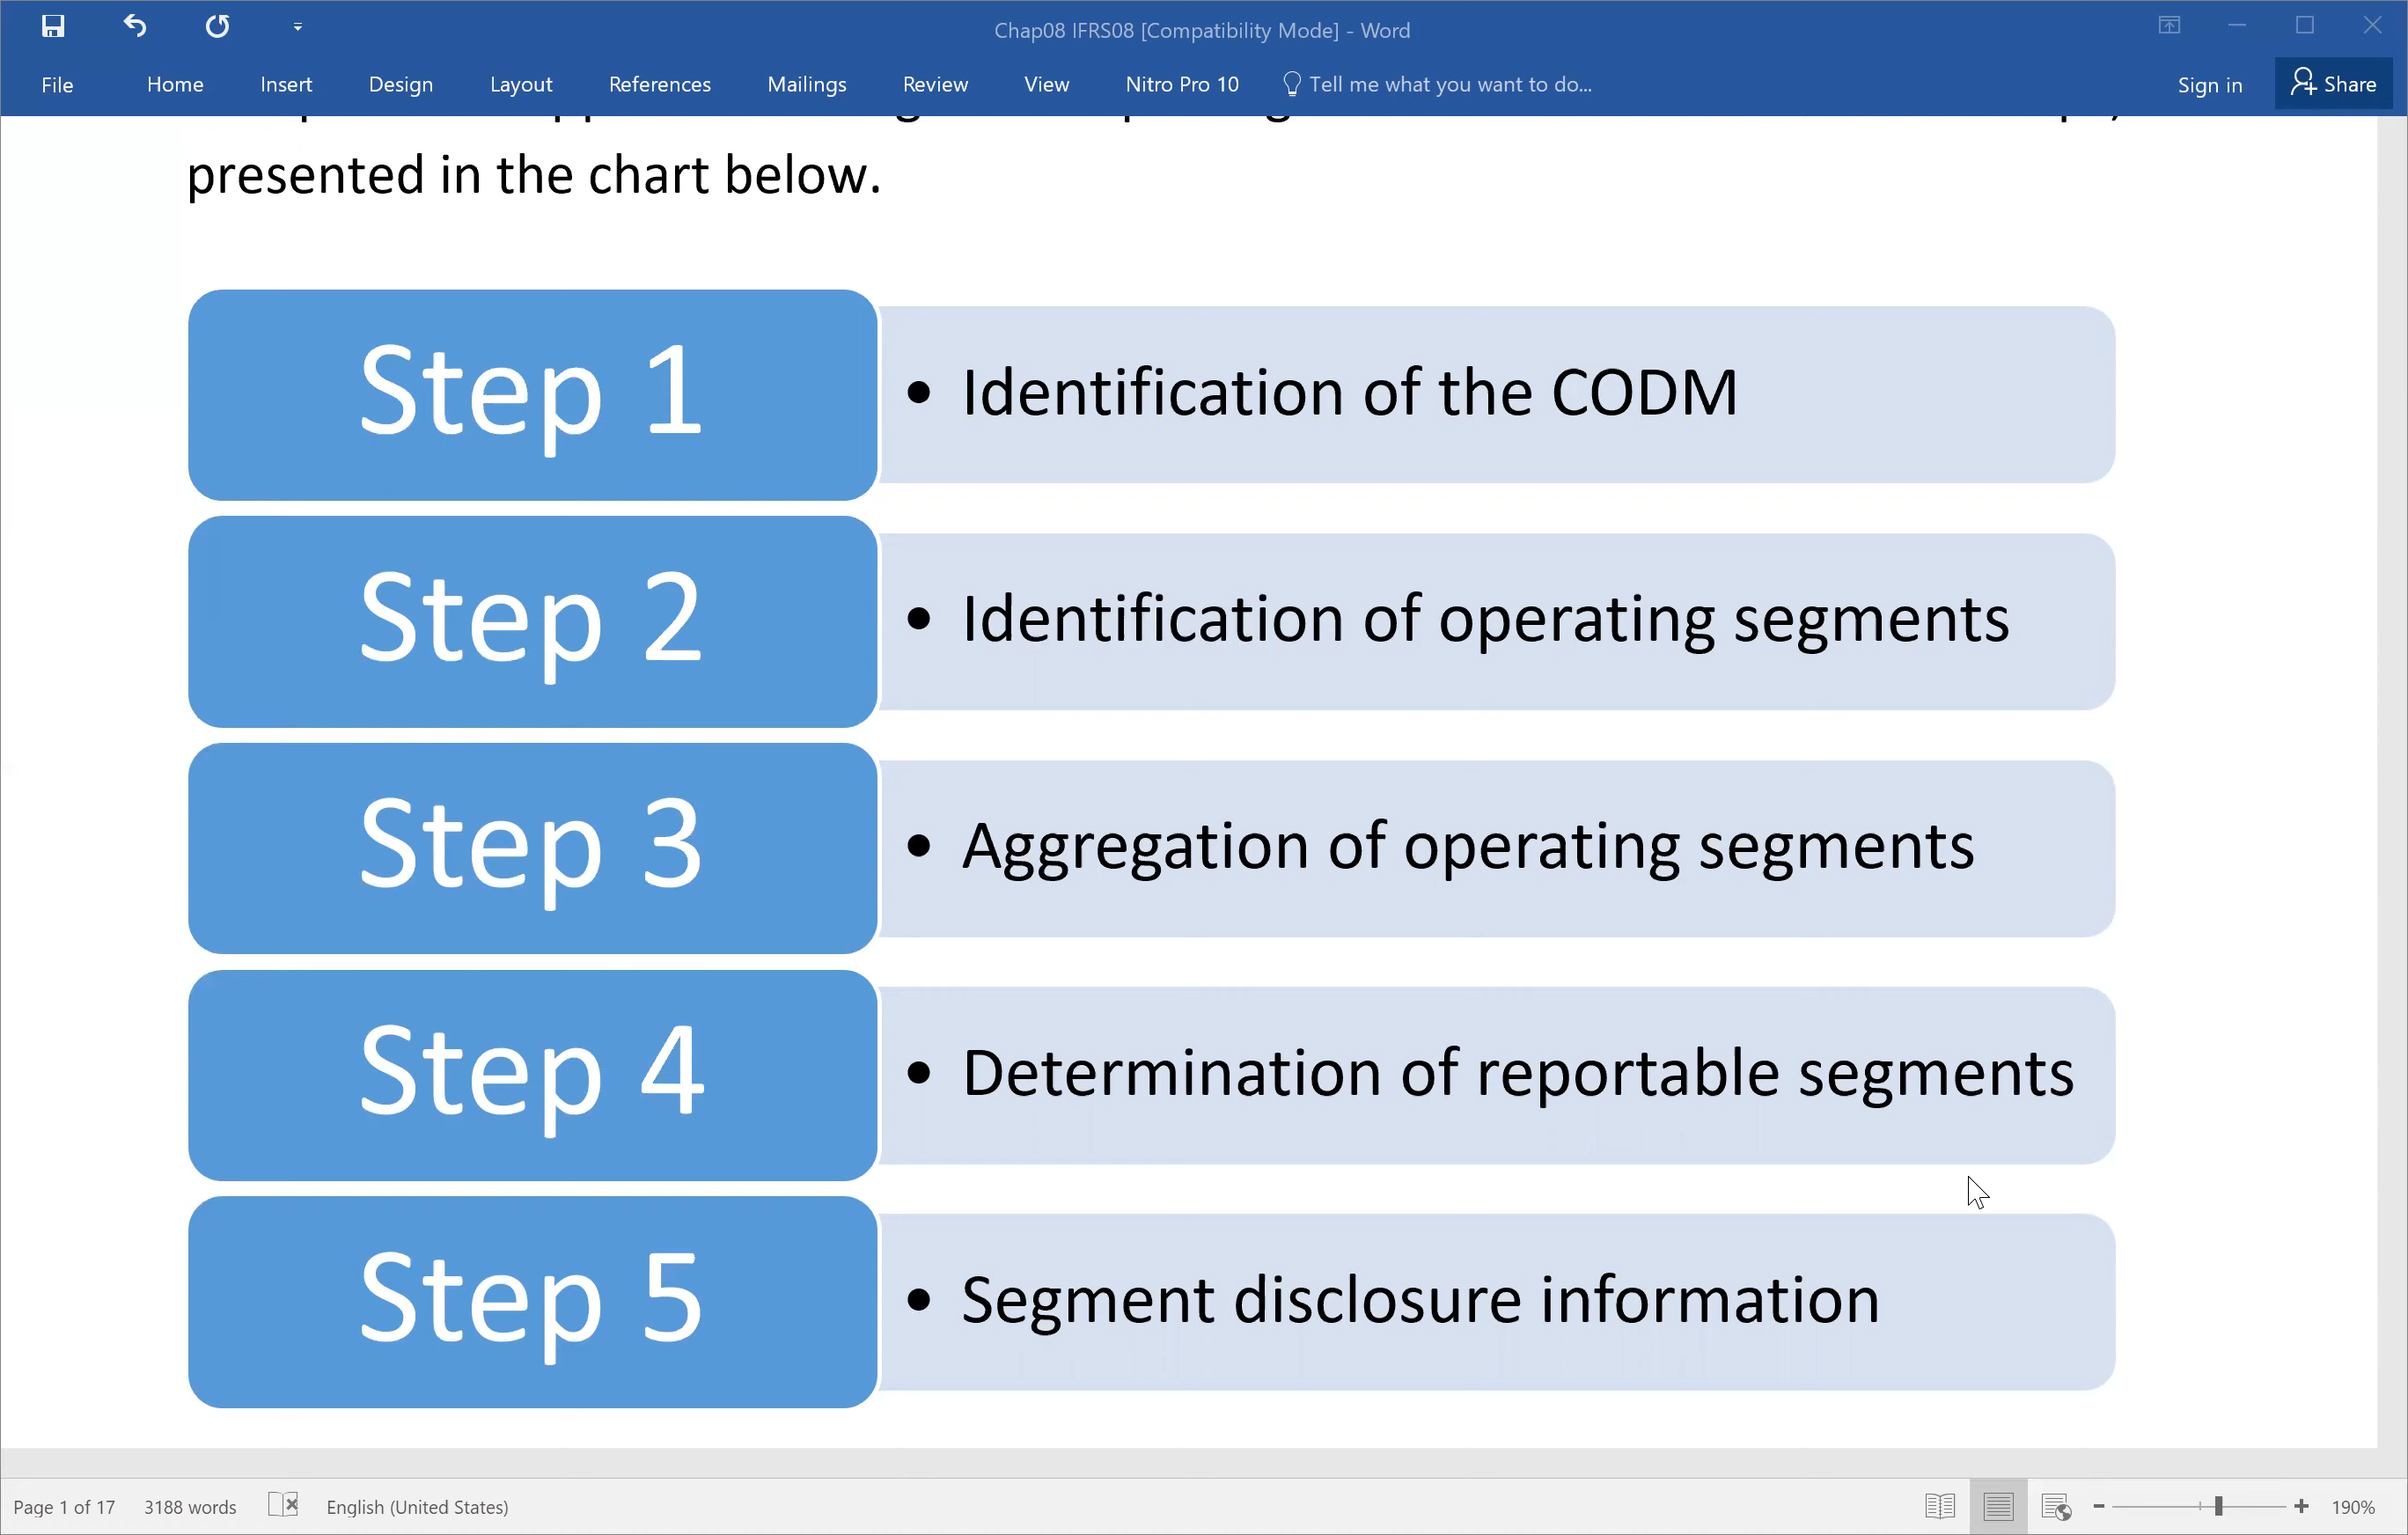 Chap08 IFRS08 [Compatibility Mode] - Word
File Home Insert Design Layout References Mailings Review View Nitro Pro 10 Tell me what you want to do... Sign in Share
presented in the chart below.
Step 1
• Identification of the CODM
Step 2
• Identification of operating segments
Step 3
• Aggregation of operating segments
Step 4
• Determination of reportable segments
Step 5
• Segment disclosure information
Page 1 of 17 3188 words English (United States) 190%